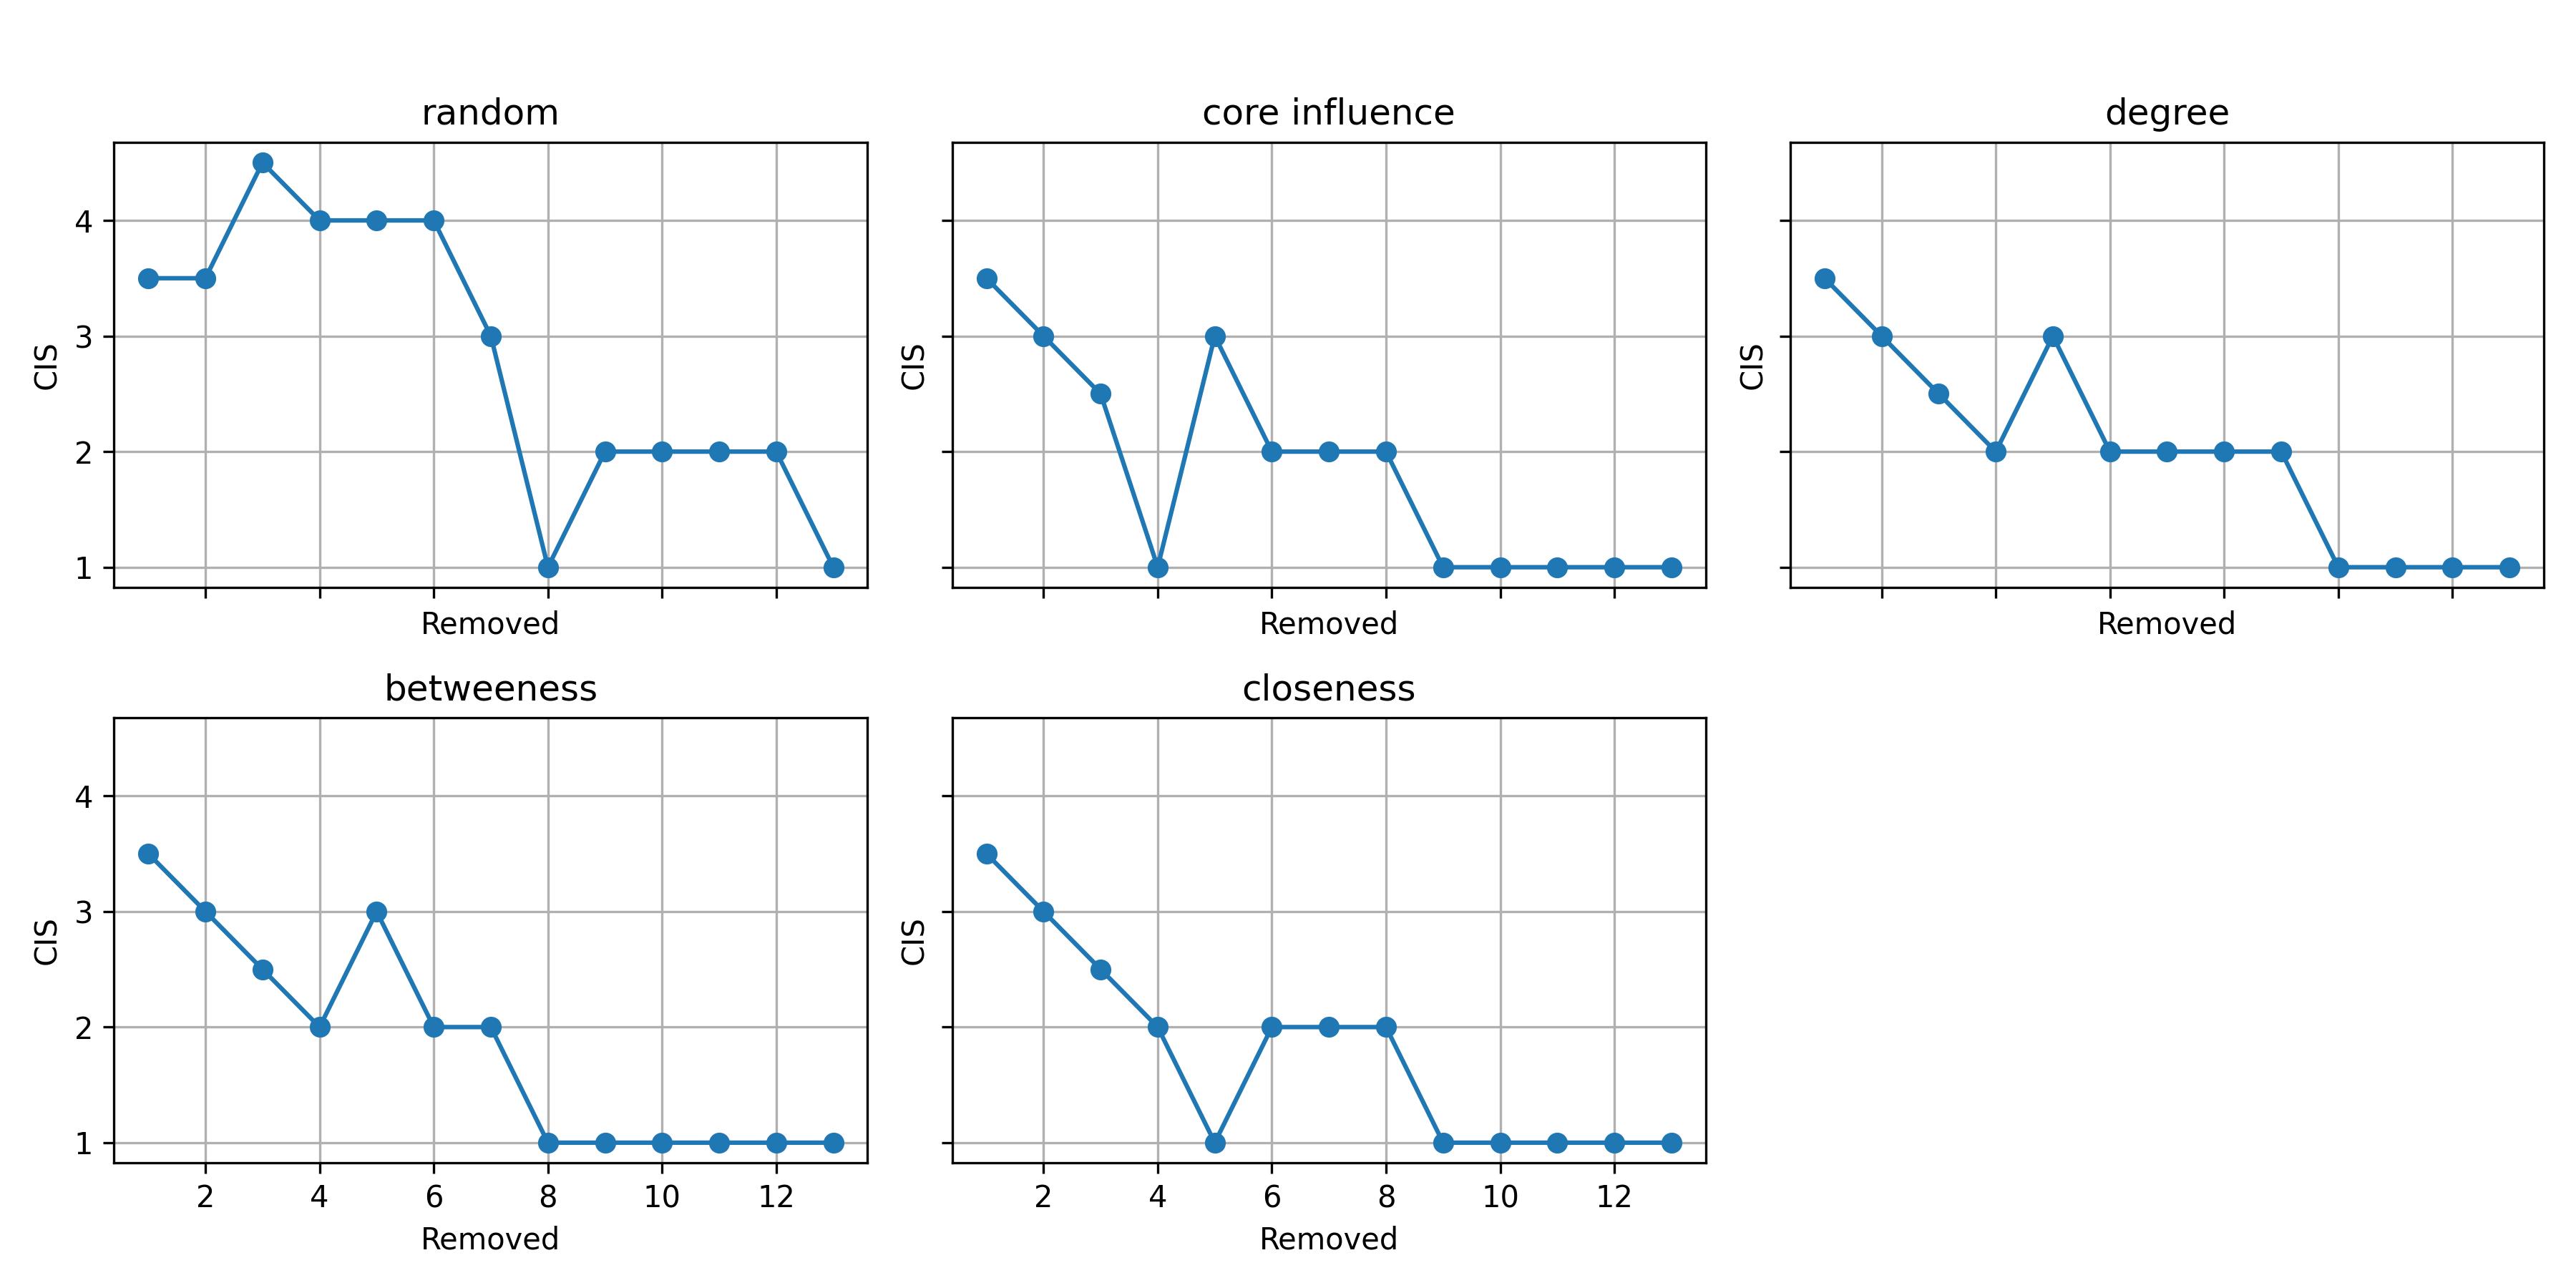 random
4
3
2
1
CIS
Removed
core influence
CIS
Removed
degree
CIS
Removed
betweeness
4
3
2
1
CIS
2 4 6 8 10 12
Removed
closeness
CIS
2 4 6 8 10 12
Removed